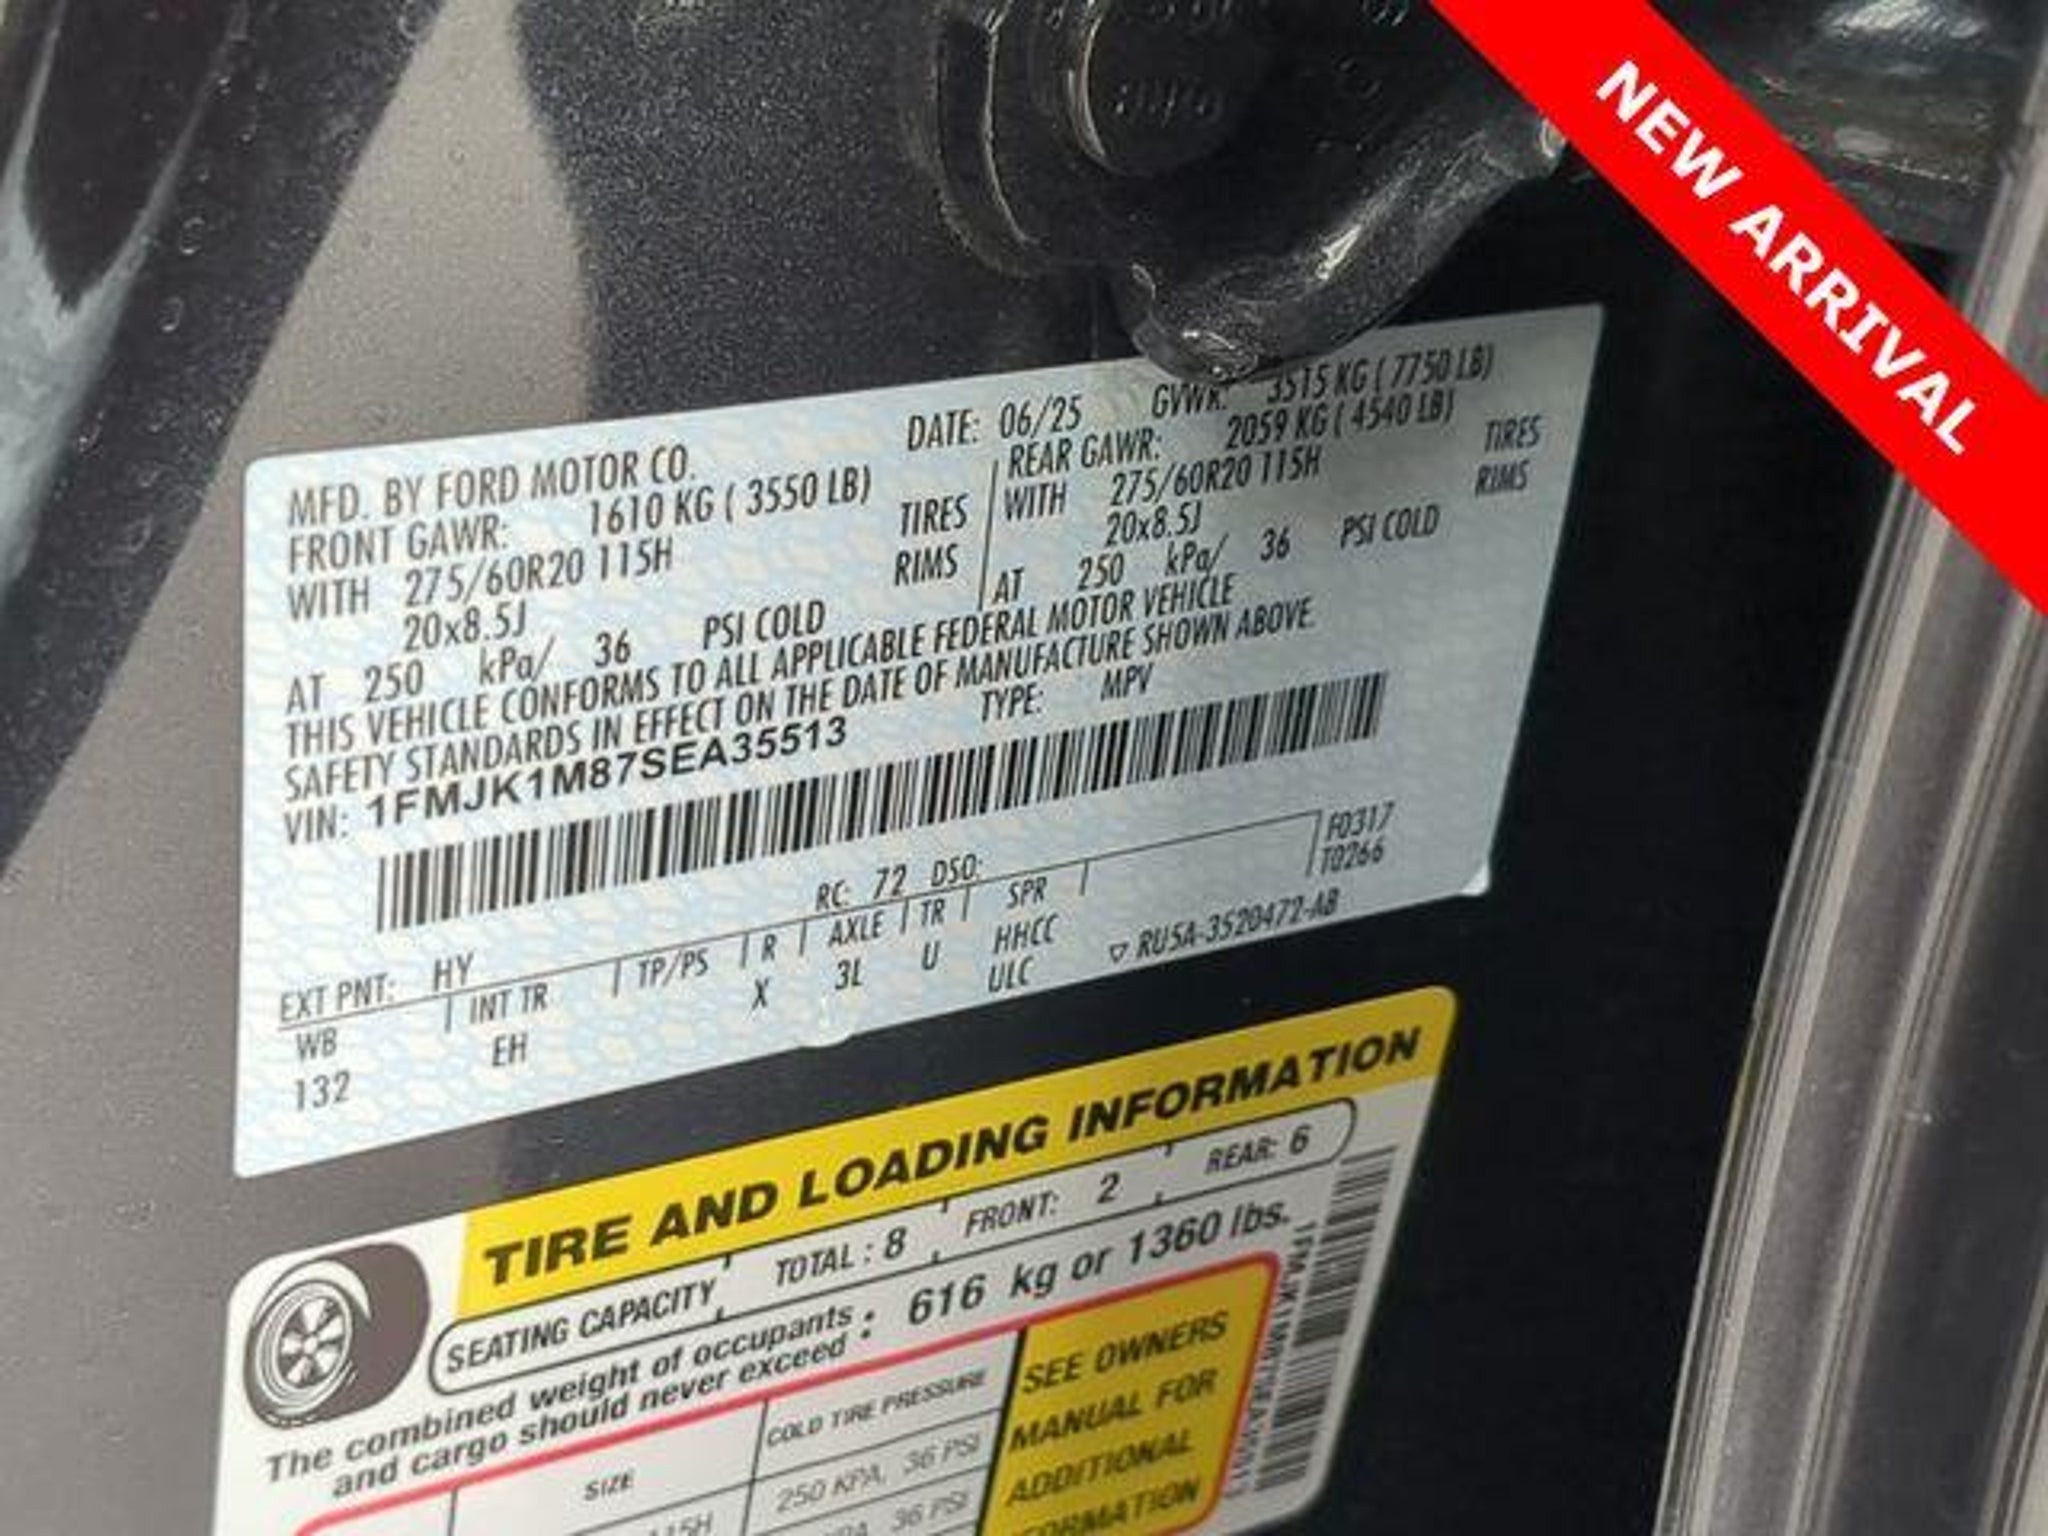 NEW ARRIVAL
MFD. BY FORD MOTOR CO.
DATE: 06/25 GVWR: 3515 KG ( 7750 LB)
FRONT GAWR: 1610 KG ( 3550 LB)
REAR GAWR: 2059 KG ( 4540 LB)
WITH 275/60R20 115H TIRES
WITH 275/60R20 115H TIRES
20x8.5J RIMS
20x8.5J RIMS
AT 250 kPa/ 36 PSI COLD
AT 250 kPa/ 36 PSI COLD
THIS VEHICLE CONFORMS TO ALL APPLICABLE FEDERAL MOTOR VEHICLE
SAFETY STANDARDS IN EFFECT ON THE DATE OF MANUFACTURE SHOWN ABOVE.
VIN: 1FMJK1M87SEA35513 TYPE: MPV
F0317
T0266
EXT PNT: HY RC: 72 DSO:
WB INT TR TP/PS R AXLE TR SPR
132 EH X 3L U HHCC
ULC
RU5A-3520472-AB
TIRE AND LOADING INFORMATION
SEATING CAPACITY TOTAL : 8 FRONT: 2 REAR: 6
The combined weight of occupants
and cargo should never exceed : 616 kg or 1360 lbs.
SIZE COLD TIRE PRESSURE
SEE OWNERS
MANUAL FOR
ADDITIONAL
115H 250 KPA, 36 PSI
36 PSI